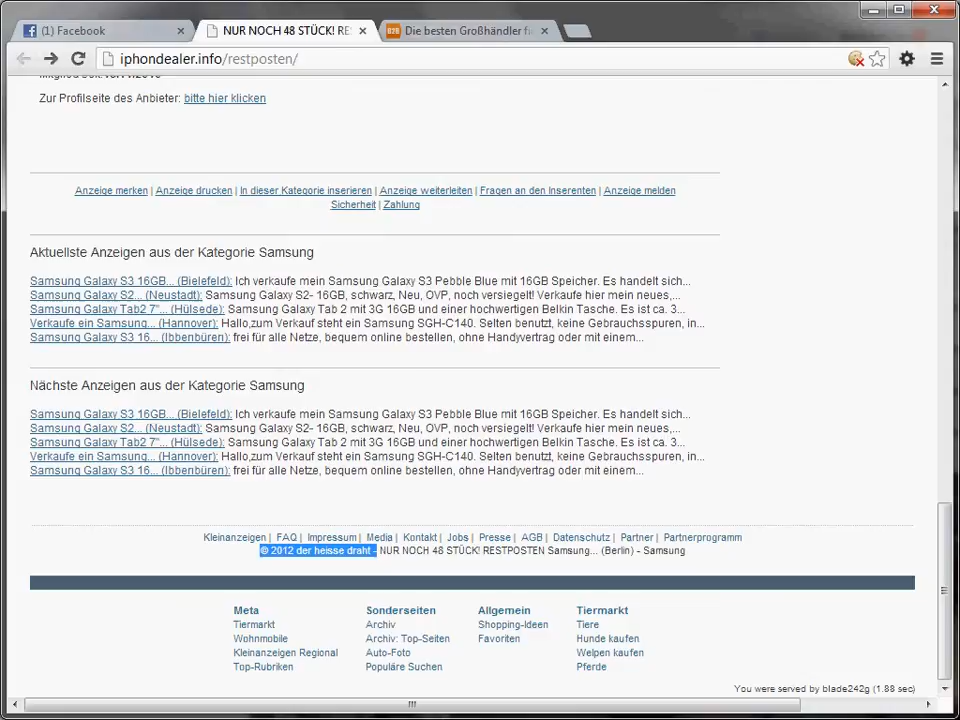 (1) Facebook
NUR NOCH 48 STÜCK! RE
Die besten Großhändler f
iphondealer.info/restposten/
Zur Profilseite des Anbieter: bitte hier klicken
Anzeige merken | Anzeige drucken | In dieser Kategorie inserieren | Anzeige weiterleiten | Fragen an den Inserenten | Anzeige melden
Sicherheit | Zahlung
Aktuellste Anzeigen aus der Kategorie Samsung
Samsung Galaxy S3 16GB... (Bielefeld): Ich verkaufe mein Samsung Galaxy S3 Pebble Blue mit 16GB Speicher. Es handelt sich...
Samsung Galaxy S2... (Neustadt): Samsung Galaxy S2- 16GB, schwarz, Neu, OVP, noch versiegelt! Verkaufe hier mein neues,...
Samsung Galaxy Tab2 7"... (Hülsede): Samsung Galaxy Tab 2 mit 3G 16GB und einer hochwertigen Belkin Tasche. Es ist ca. 3...
Verkaufe ein Samsung... (Hannover): Hallo,zum Verkauf steht ein Samsung SGH-C140. Selten benutzt, keine Gebrauchsspuren, in...
Samsung Galaxy S3 16... (Ibbenbüren): frei für alle Netze, bequem online bestellen, ohne Handyvertrag oder mit einem...
Nächste Anzeigen aus der Kategorie Samsung
Samsung Galaxy S3 16GB... (Bielefeld): Ich verkaufe mein Samsung Galaxy S3 Pebble Blue mit 16GB Speicher. Es handelt sich...
Samsung Galaxy S2... (Neustadt): Samsung Galaxy S2- 16GB, schwarz, Neu, OVP, noch versiegelt! Verkaufe hier mein neues,...
Samsung Galaxy Tab2 7"... (Hülsede): Samsung Galaxy Tab 2 mit 3G 16GB und einer hochwertigen Belkin Tasche. Es ist ca. 3...
Verkaufe ein Samsung... (Hannover): Hallo,zum Verkauf steht ein Samsung SGH-C140. Selten benutzt, keine Gebrauchsspuren, in...
Samsung Galaxy S3 16... (Ibbenbüren): frei für alle Netze, bequem online bestellen, ohne Handyvertrag oder mit einem...
Kleinanzeigen | FAQ | Impressum | Media | Kontakt | Jobs | Presse | AGB | Datenschutz | Partner | Partnerprogramm
© 2012 der heisse draht - NUR NOCH 48 STÜCK! RESTPOSTEN Samsung... (Berlin) - Samsung
Meta Sonderseiten Allgemein Tiermarkt
Tiermarkt Archiv Shopping-Ideen Tiere
Wohnmobile Archiv: Top-Seiten Favoriten Hunde kaufen
Kleinanzeigen Regional Auto-Foto Welpen kaufen
Top-Rubriken Populäre Suchen Pferde
You were served by blade242g (1.88 sec)